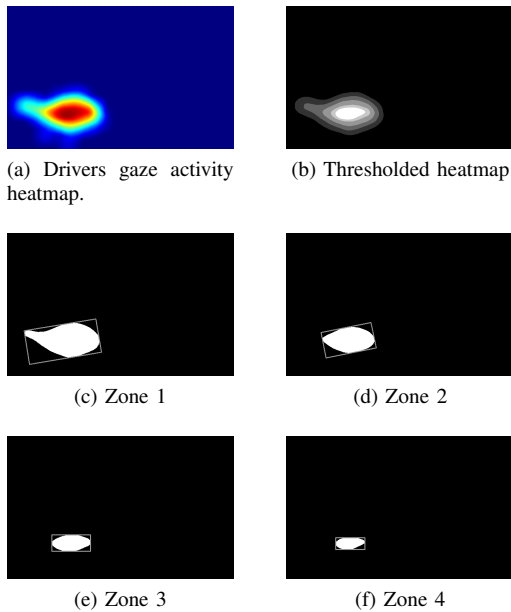 (a) Drivers gaze activity
heatmap.
(b) Thresholded heatmap
(c) Zone 1
(d) Zone 2
(e) Zone 3
(f) Zone 4